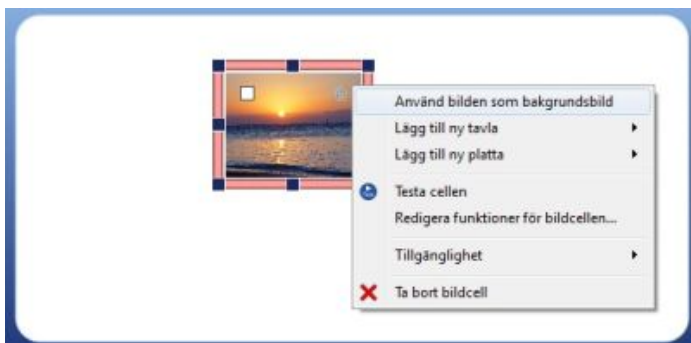 Använd bilden som bakgrundsbild
Lägg till ny tavla
Lägg till ny platta
Testa cellen
Redigera funktioner för bildcellen...
Tillgänglighet
Ta bort bildcell